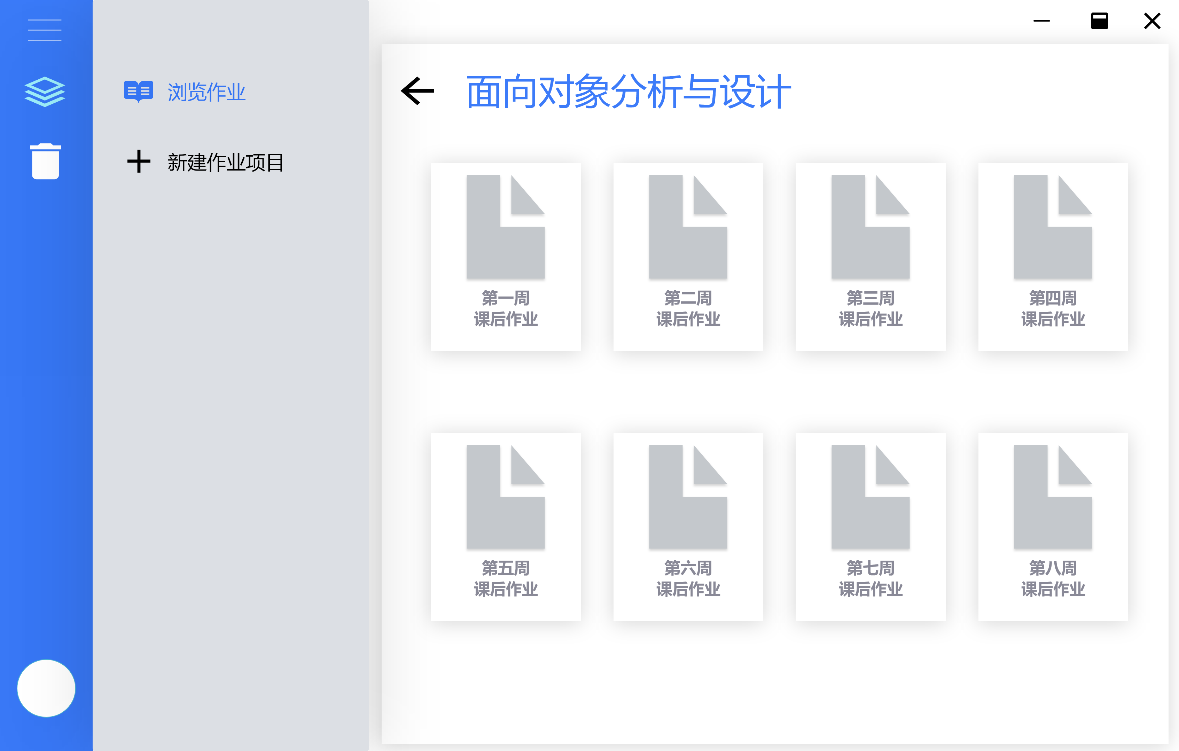 浏览作业
新建作业项目
面向对象分析与设计
第一周
课后作业
第二周
课后作业
第三周
课后作业
第四周
课后作业
第五周
课后作业
第六周
课后作业
第七周
课后作业
第八周
课后作业